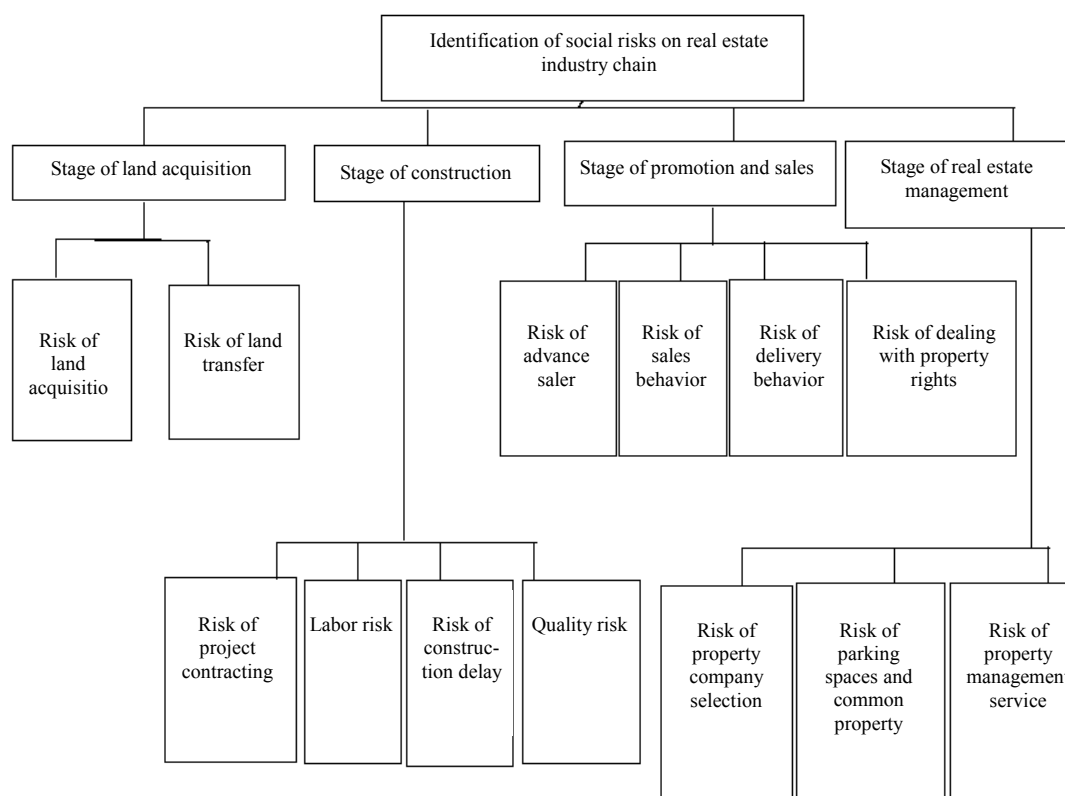 Identification of social risks on real estate
industry chain
Stage of land acquisition
Stage of construction
Stage of promotion and sales
Stage of real estate
management
Risk of
land
acquisitio
Risk of land
transfer
Risk of
advance
saler
Risk of
sales
behavior
Risk of
delivery
behavior
Risk of dealing
with property
rights
Risk of
project
contracting
Labor risk
Risk of
construc-
tion delay
Quality risk
Risk of
property
company
selection
Risk of
parking
spaces and
common
property
Risk of
property
management
service